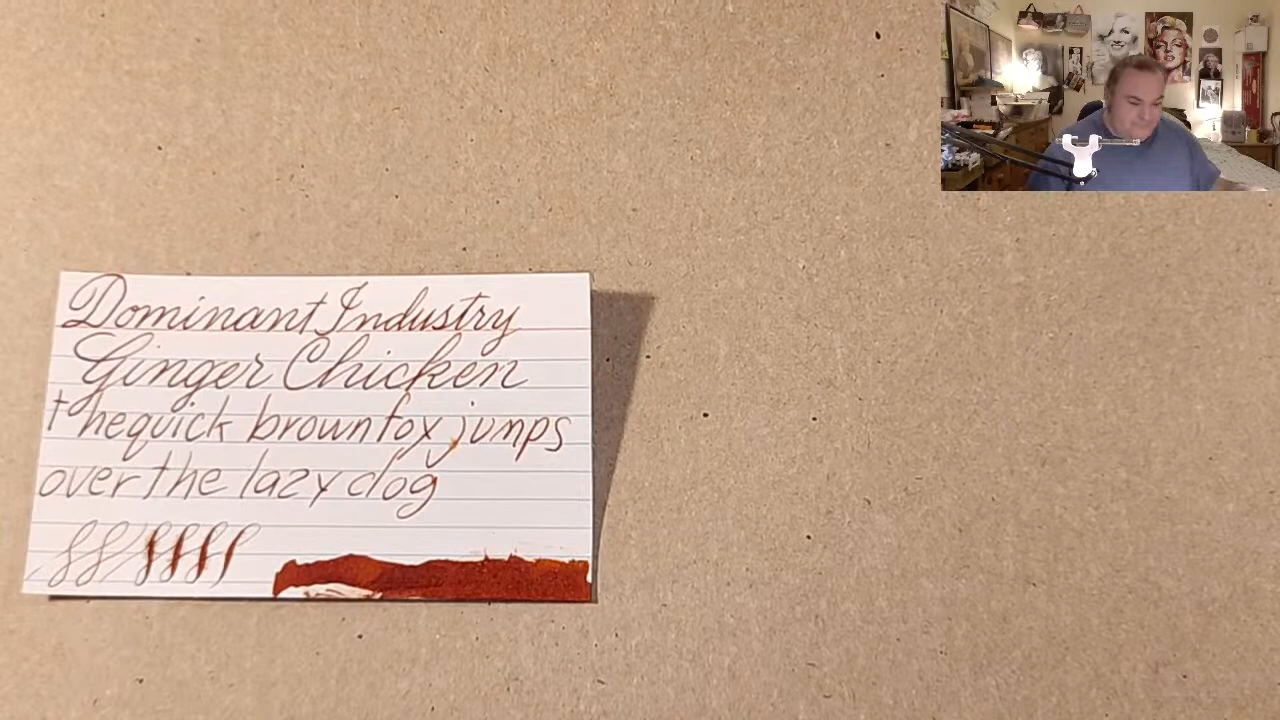 Dominant Industry
Ginger Chicken
the quick brown fox jumps
over the lazy dog